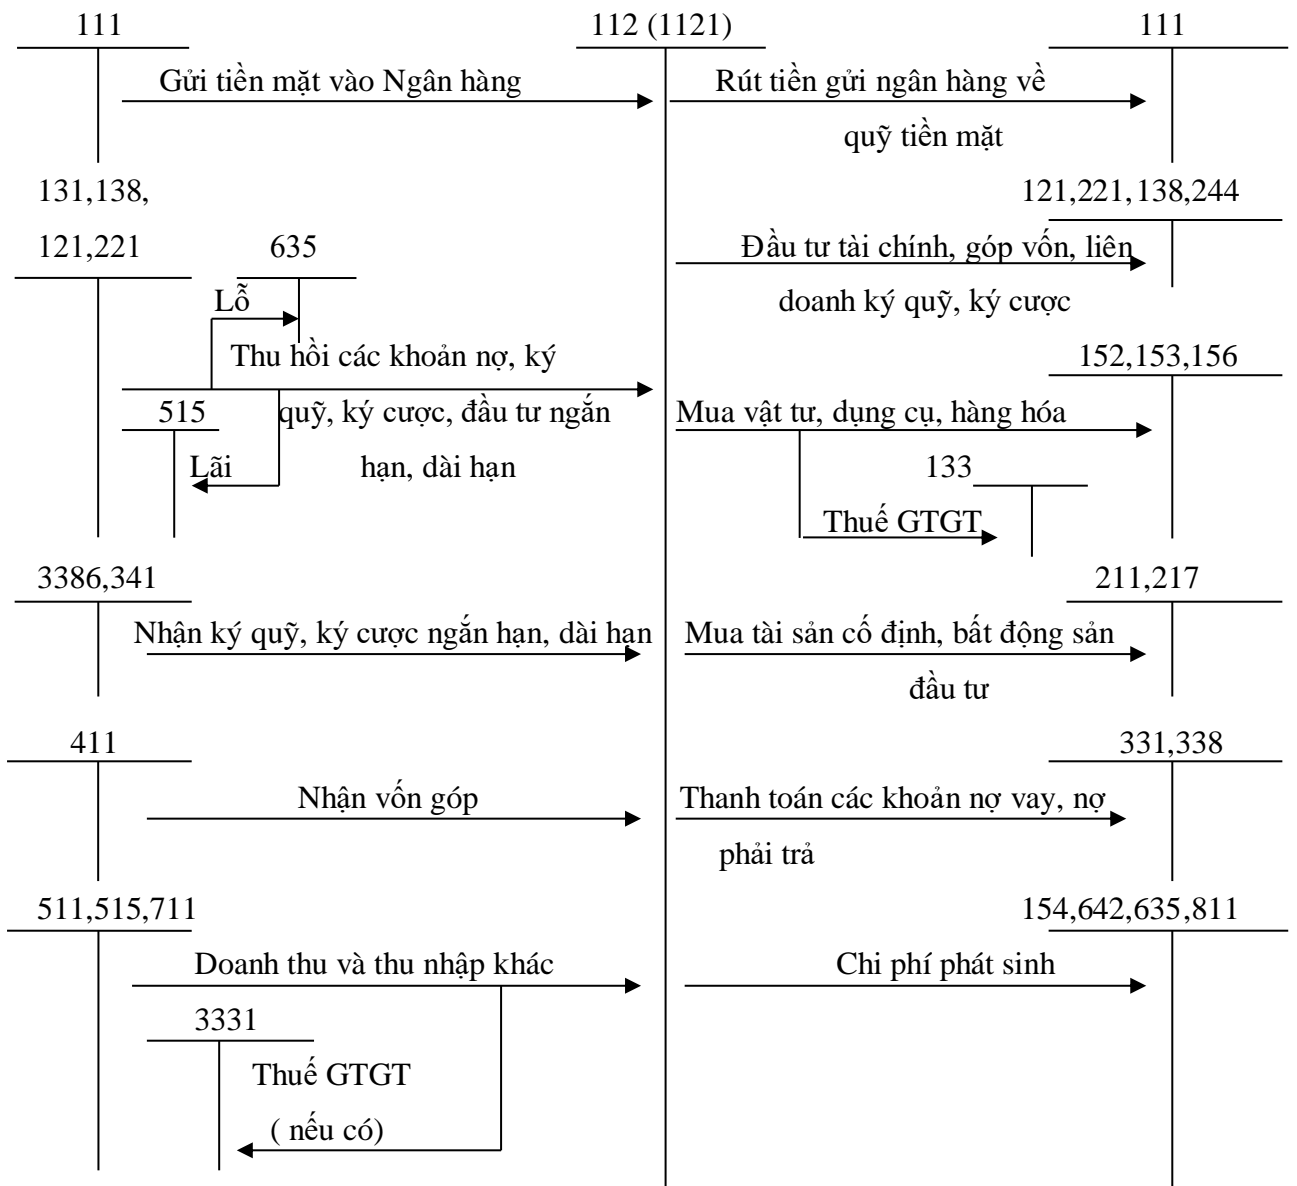 111 112 (1121) 111
Gửi tiền mặt vào Ngân hàng Rút tiền gửi ngân hàng về
quỹ tiền mặt
131,138, 121,221,138,244
121,221 635 Đầu tư tài chính, góp vốn, liên
Lỗ doanh ký quỹ, ký cược
Thu hồi các khoản nợ, ký 152,153,156
515 quỹ, ký cược, đầu tư ngắn Mua vật tư, dụng cụ, hàng hóa
Lãi hạn, dài hạn 133
Thuế GTGT
3386,341 211,217
Nhận ký quỹ, ký cược ngắn hạn, dài hạn Mua tài sản cố định, bất động sản
đầu tư
411 331,338
Nhận vốn góp Thanh toán các khoản nợ vay, nợ
phải trả
511,515,711 154,642,635,811
Doanh thu và thu nhập khác Chi phí phát sinh
3331
Thuế GTGT
( nếu có)